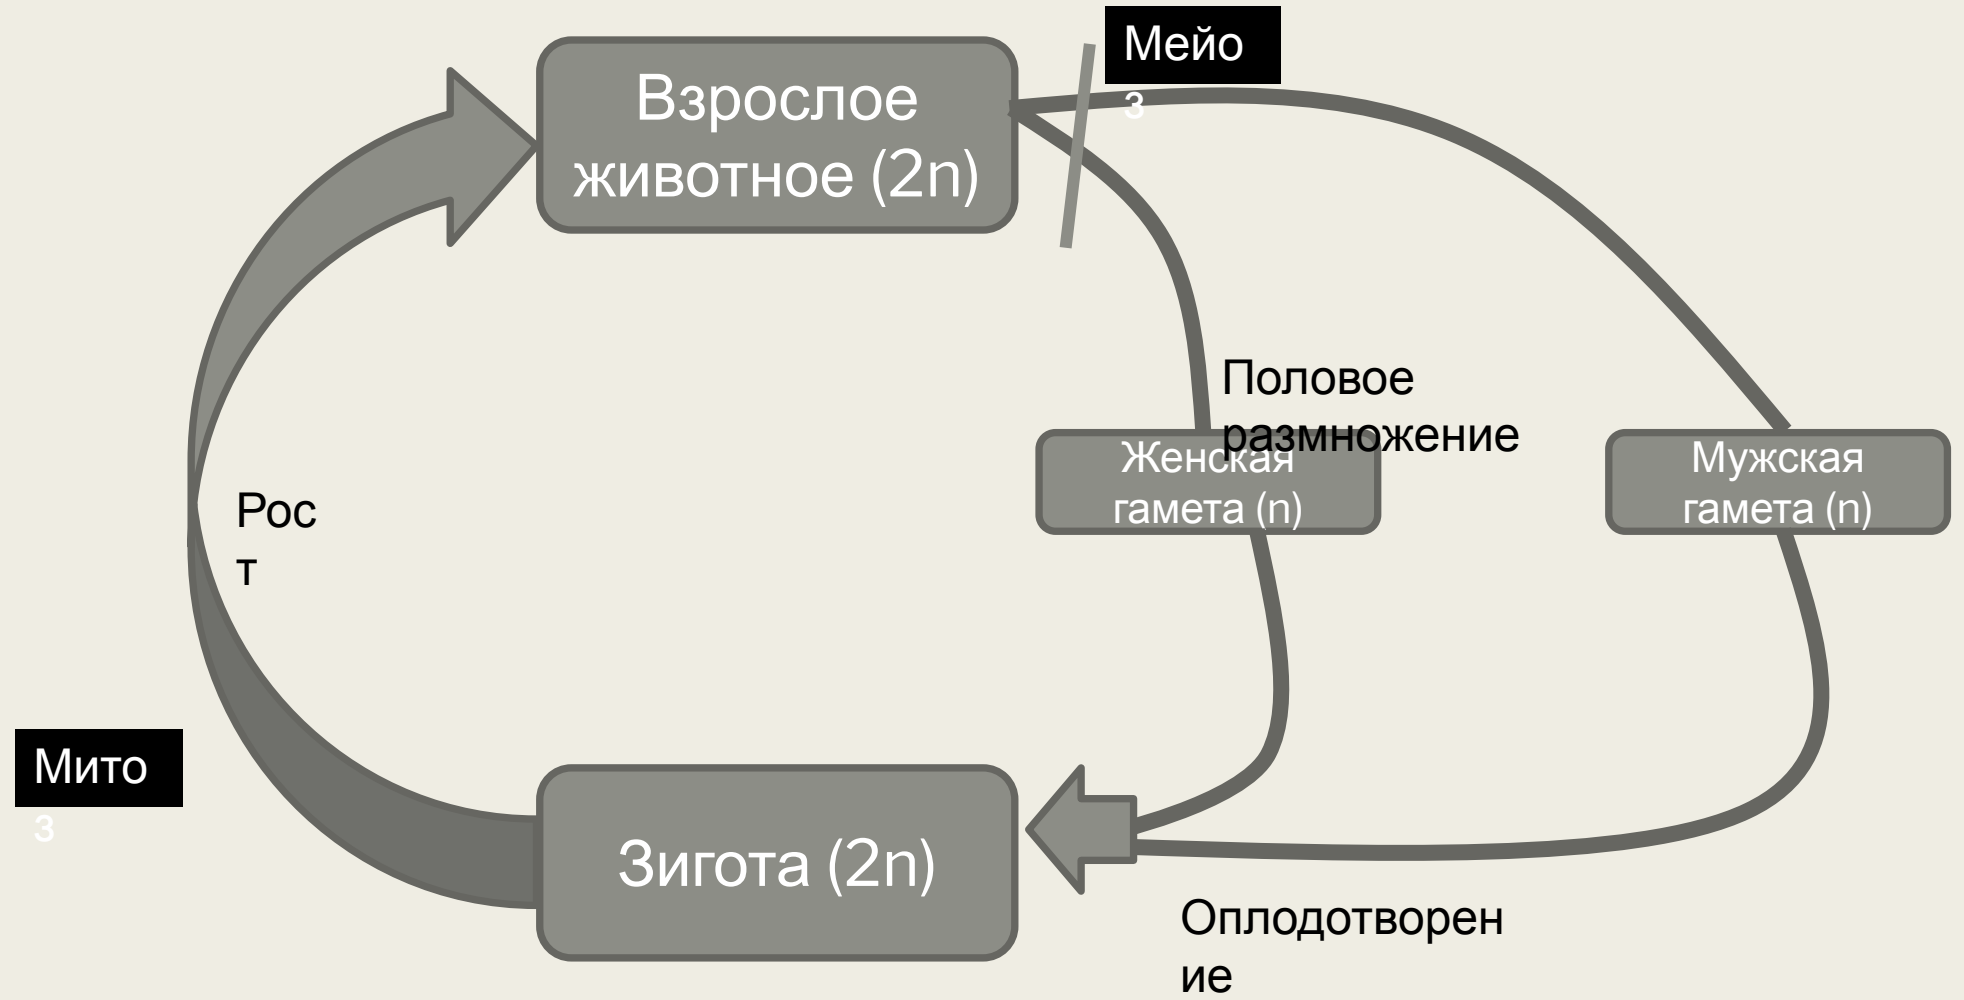 Мейо
з
Взрослое
животное (2n)
Половое
размножение
Женская
гамета (n)
Мужская
гамета (n)
Рос
т
Мито
з
Зигота (2n)
Оплодотворен
ие